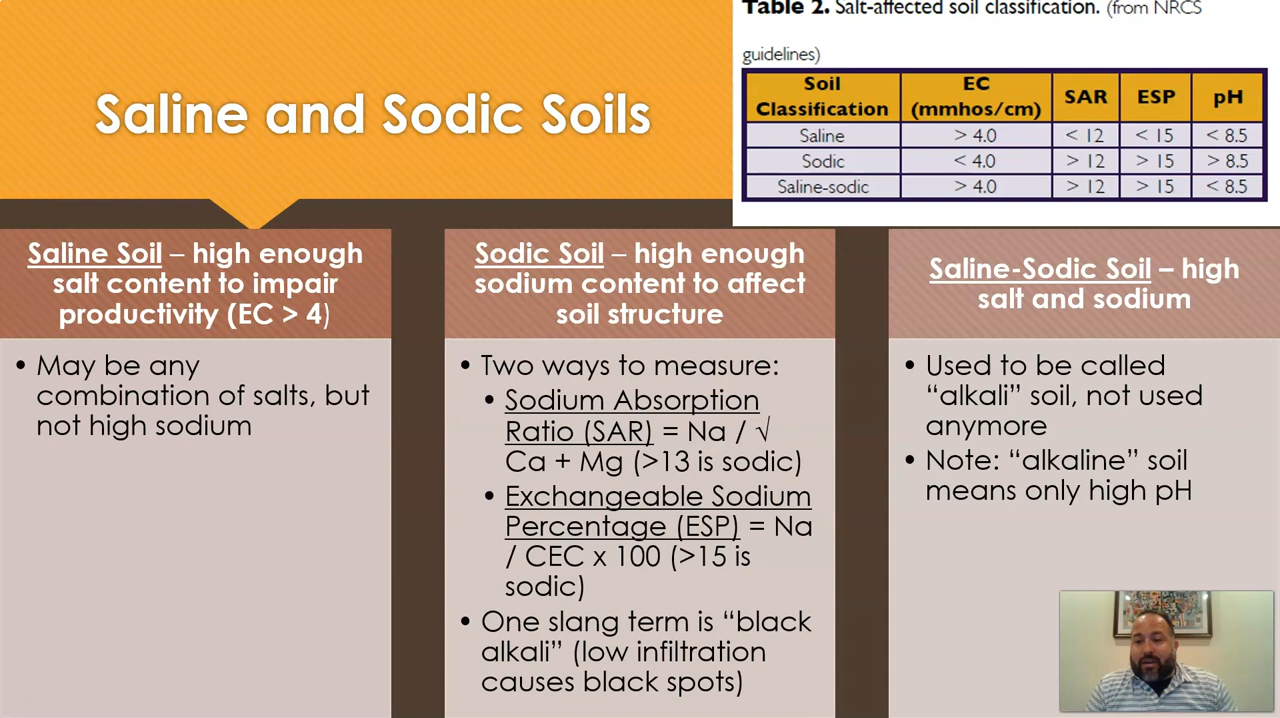 Saline and Sodic Soils
Table 2. Salt-affected soil classification. (from NRCS
guidelines)
Soil Classification EC (mmhos/cm) SAR ESP pH
Saline > 4.0 < 12 < 15 < 8.5
Sodic < 4.0 > 12 > 15 > 8.5
Saline-sodic > 4.0 > 12 > 15 < 8.5
Saline Soil – high enough
salt content to impair
productivity (EC > 4)
• May be any
combination of salts, but
not high sodium
Sodic Soil – high enough
sodium content to affect
soil structure
• Two ways to measure:
• Sodium Absorption
Ratio (SAR) = Na / √
Ca + Mg (>13 is sodic)
• Exchangeable Sodium
Percentage (ESP) = Na
/ CEC x 100 (>15 is
sodic)
• One slang term is “black
alkali” (low infiltration
causes black spots)
Saline-Sodic Soil – high
salt and sodium
• Used to be called
“alkali” soil, not used
anymore
• Note: “alkaline” soil
means only high pH